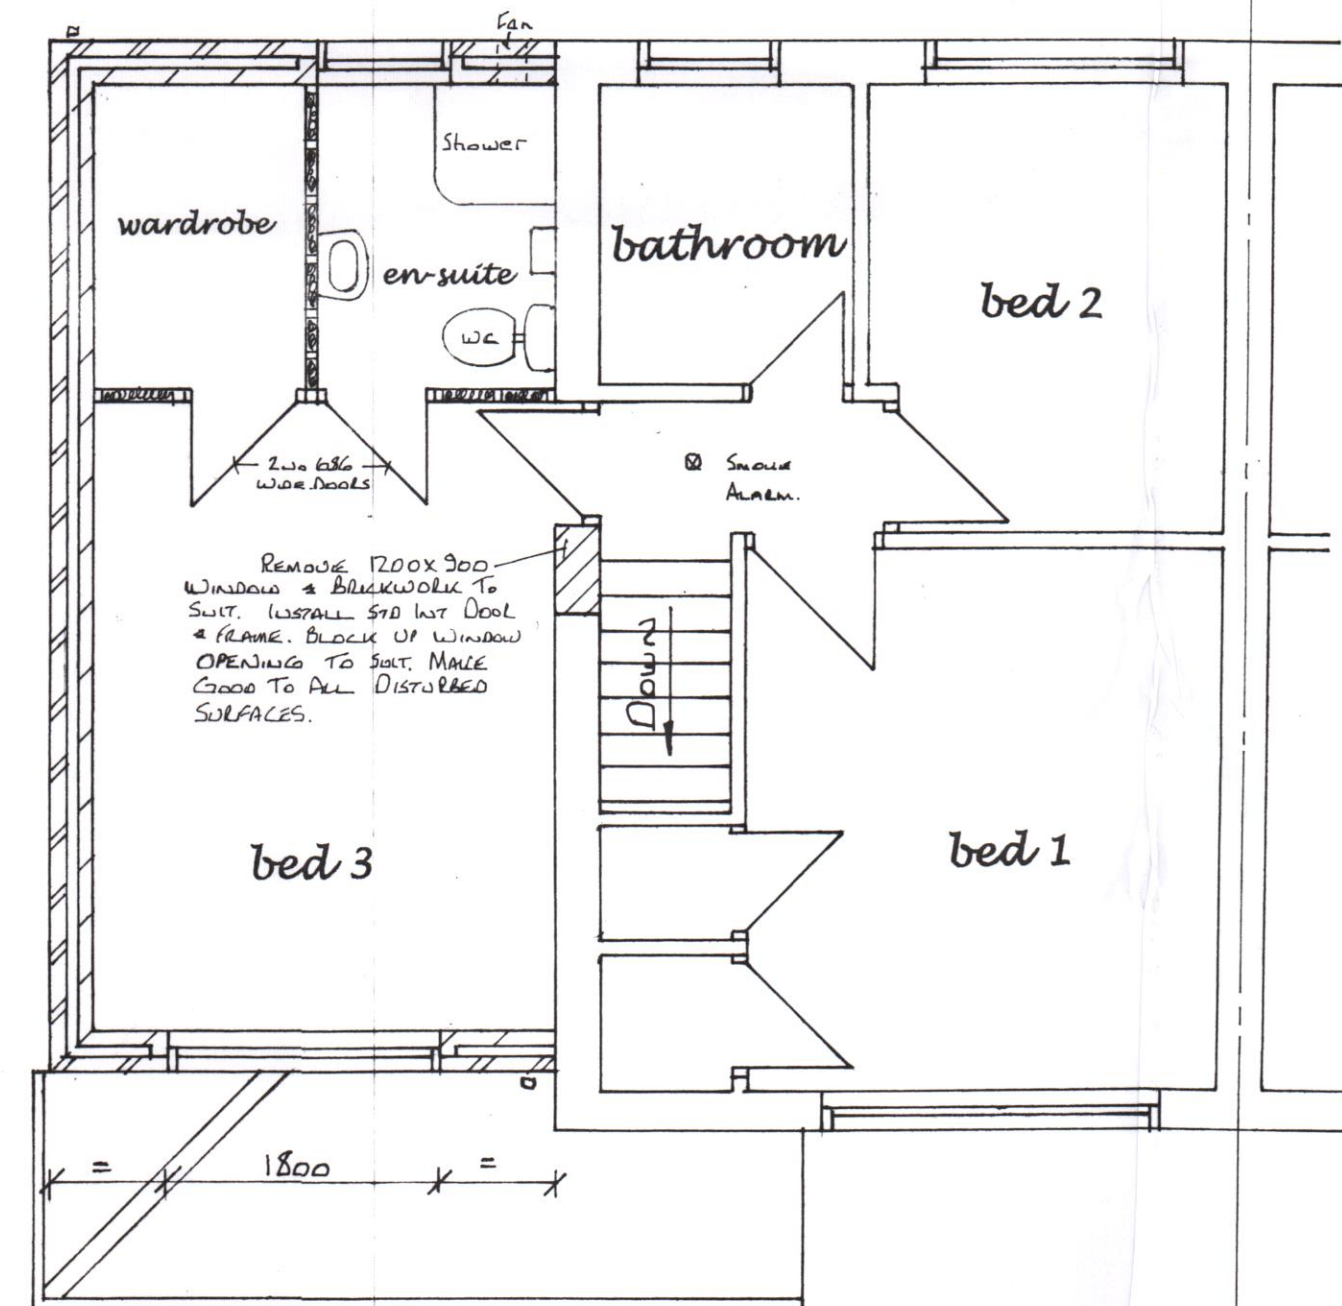 Fan
Shower
wardrobe
bathroom
en-suite
bed 2
WC
2no 686
WIDE DOORS
SMOKE
ALARM.
REMOVE 1200x900
WINDOW & BRICKWORK TO
SUIT. INSTALL STD INT DOOR
& FRAME. BLOCK UP WINDOW
OPENING TO SUIT. MAKE
GOOD TO ALL DISTURBED
SURFACES.
DOWN
bed 3
bed 1
= 1800 =